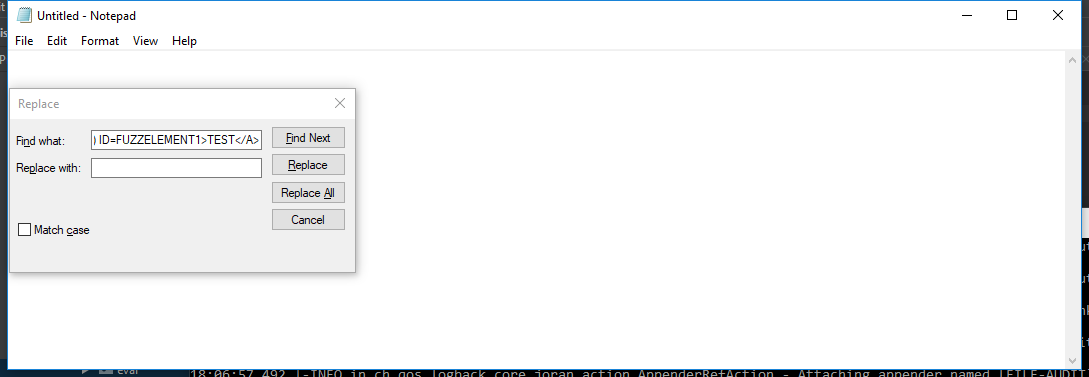 Untitled - Notepad
File Edit Format View Help
Replace
Find what: ) ID=FUZZELEMENT1>TEST</A> Find Next
Replace with: Replace
Replace All
Match case Cancel
eval
18:06:57,492 |-INFO in ch.qos.logback.core.joran.action.AppenderRefAction - Attaching appender named [FILE-AUDIT